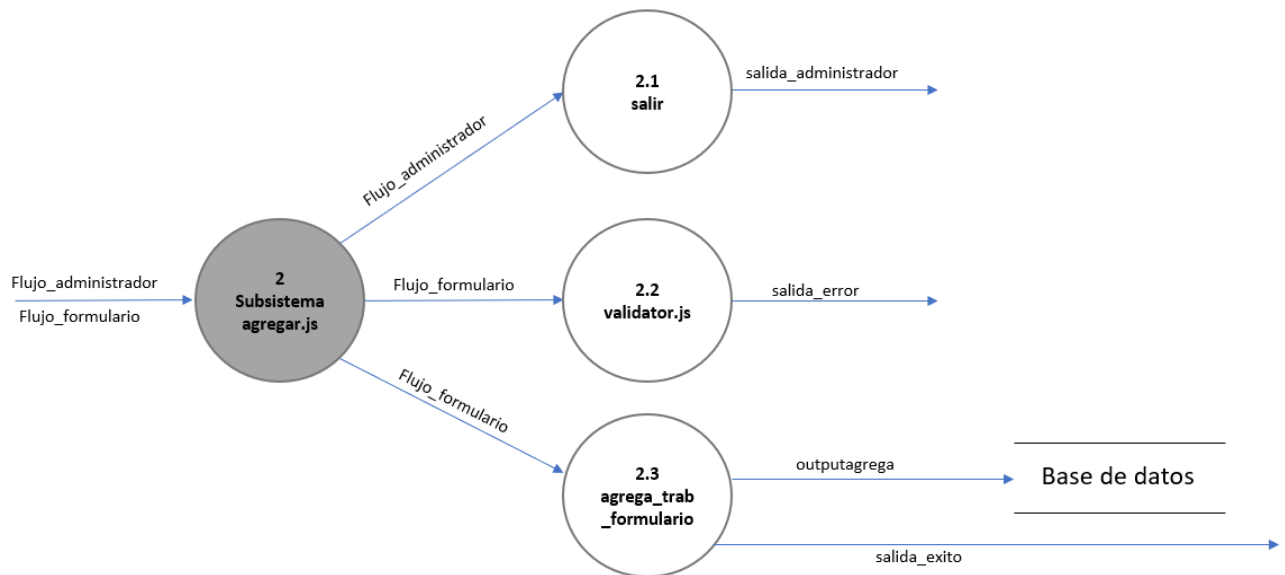 2.1
salir
salida_administrador
Flujo_administrador
2
Subsistema
agregar.js
Flujo_administrador
Flujo_formulario
Flujo_formulario
2.2
validator.js
salida_error
Flujo_formulario
2.3
agrega_trab
_formulario
outputagrega
Base de datos
salida_exito